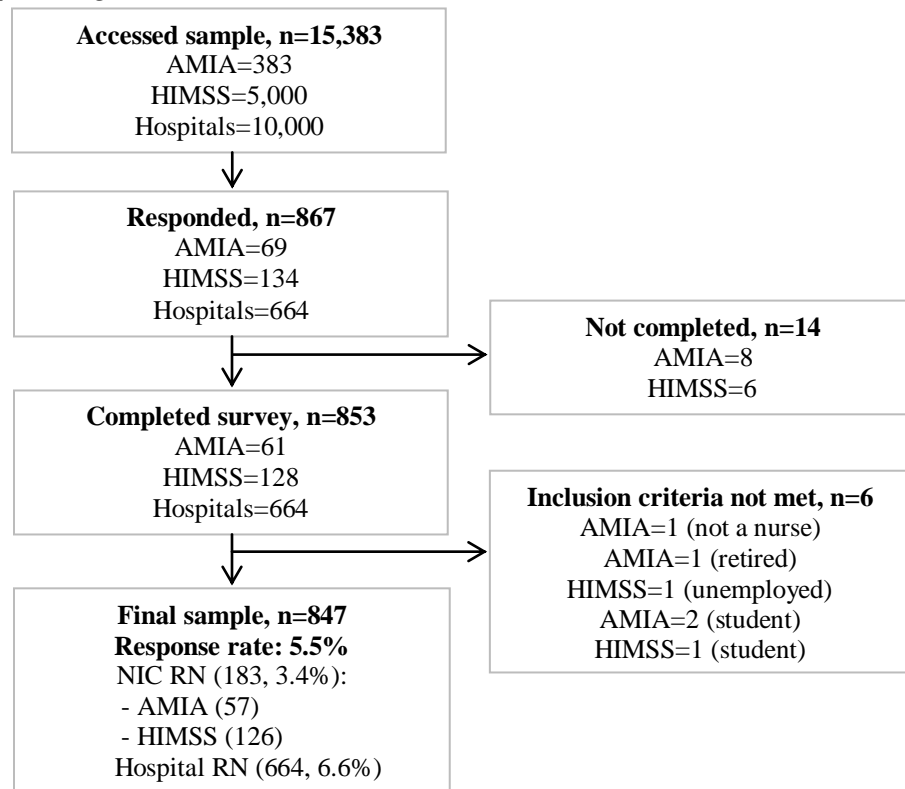 Accessed sample, n=15,383
AMIA=383
HIMSS=5,000
Hospitals=10,000
Responded, n=867
AMIA=69
HIMSS=134
Hospitals=664
Not completed, n=14
AMIA=8
HIMSS=6
Completed survey, n=853
AMIA=61
HIMSS=128
Hospitals=664
Inclusion criteria not met, n=6
AMIA=1 (not a nurse)
AMIA=1 (retired)
HIMSS=1 (unemployed)
AMIA=2 (student)
HIMSS=1 (student)
Final sample, n=847
Response rate: 5.5%
NIC RN (183, 3.4%):
- AMIA (57)
- HIMSS (126)
Hospital RN (664, 6.6%)